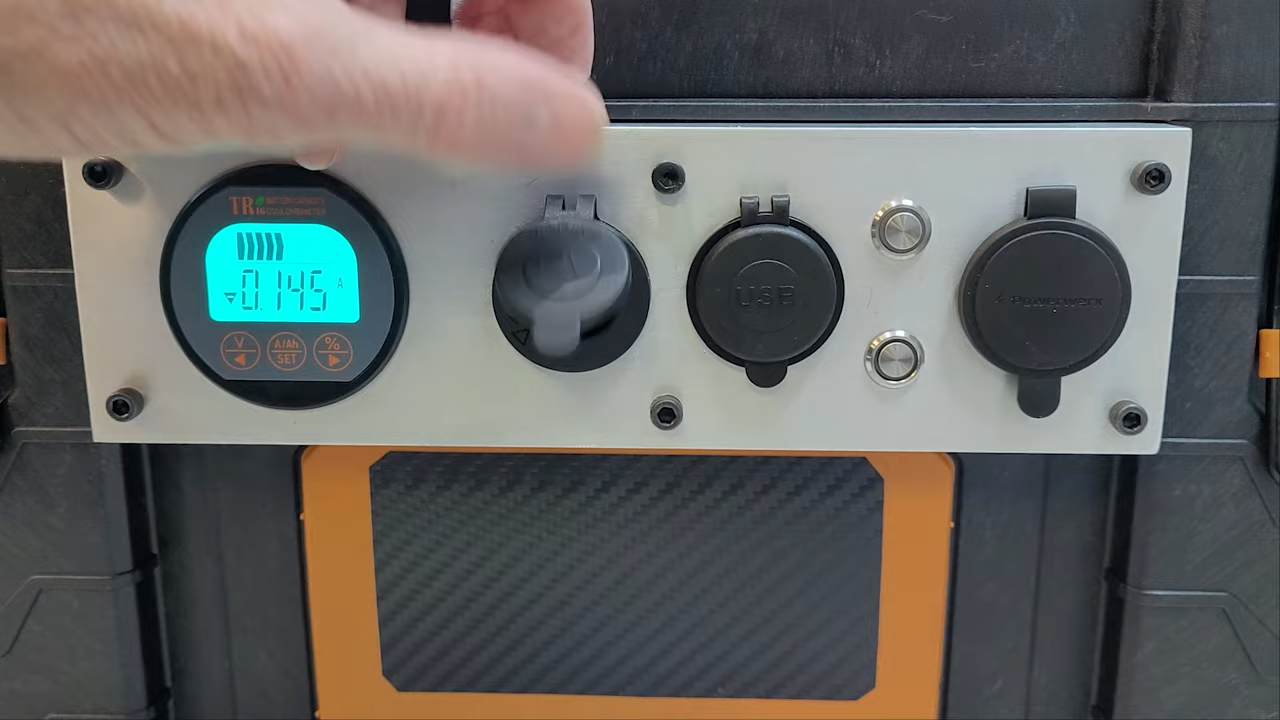 TR16 BATTERY CAPACITY
COULOMETER
0.145 A
V
A/Ah
SET
%
USB
Powerwerx